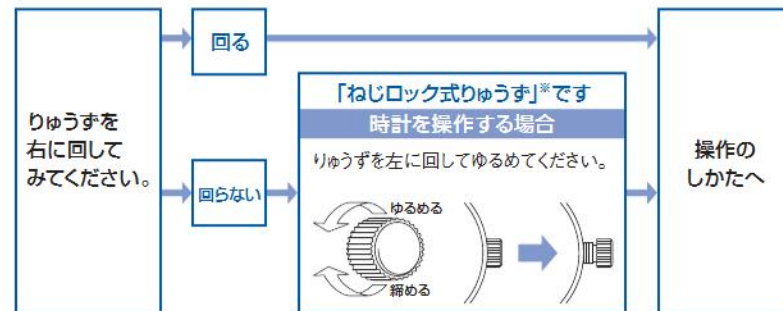 りゅうずを
右に回して
みてください。
回る
回らない
「ねじロック式りゅうず」※です
時計を操作する場合
りゅうずを左に回してゆるめてください。
ゆるめる
締める
操作の
しかたへ